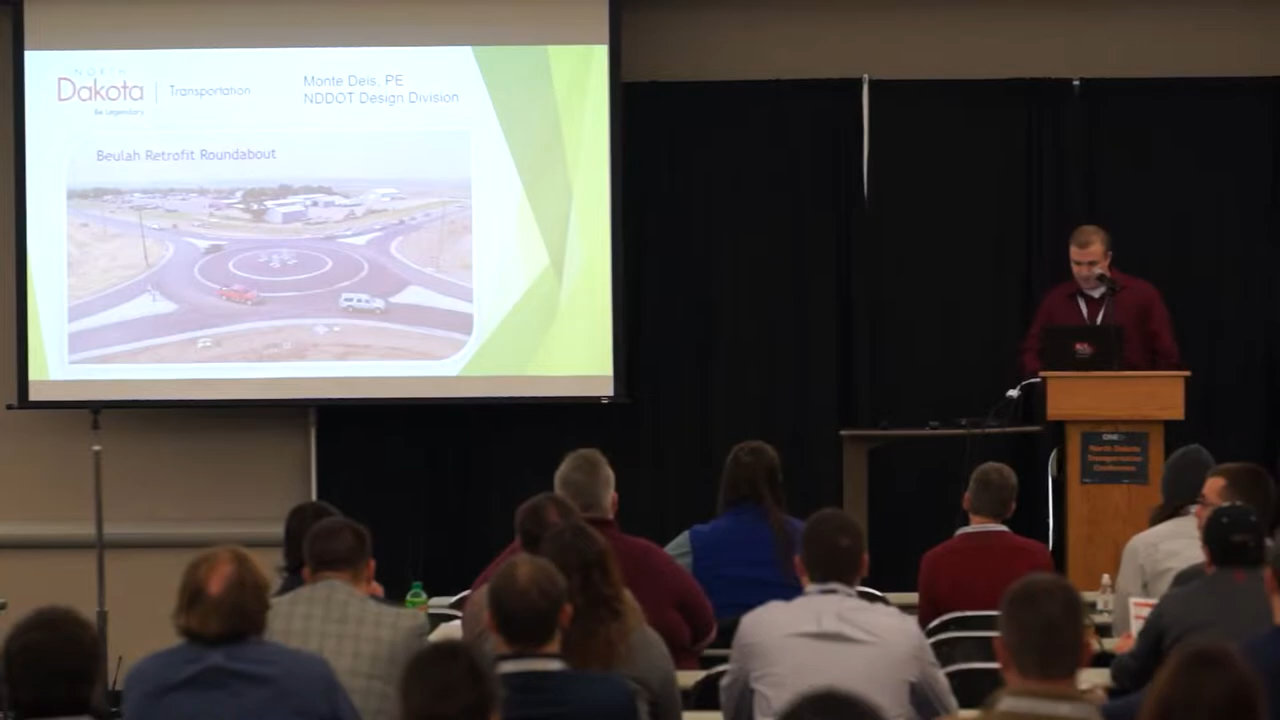 NORTH
Dakota
Be Legendary
Transportation
Monte Deis, PE
NDDOT Design Division
Beulah Retrofit Roundabout
North Dakota
Transportation
Conference